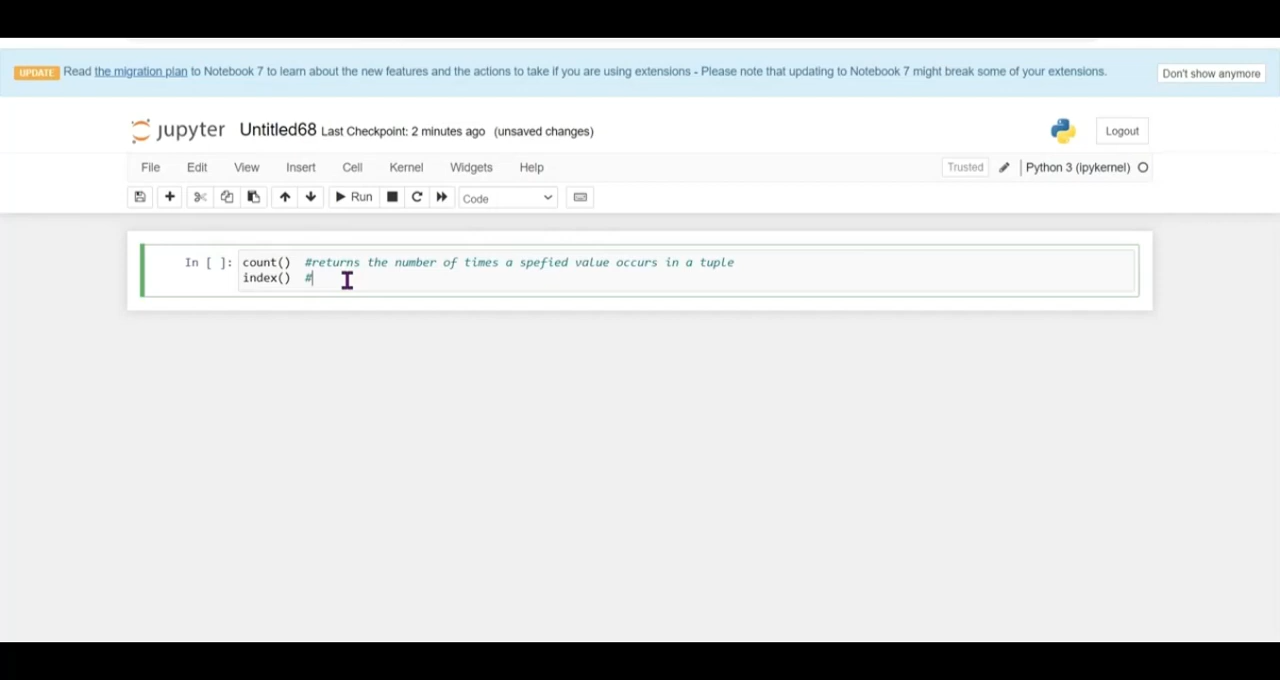 UPDATE Read the migration plan to Notebook 7 to learn about the new features and the actions to take if you are using extensions - Please note that updating to Notebook 7 might break some of your extensions. Don't show anymore
jupyter Untitled68 Last Checkpoint: 2 minutes ago (unsaved changes) Logout
File Edit View Insert Cell Kernel Widgets Help Trusted Python 3 (ipykernel)
Run Code
In [ ]: count() #returns the number of times a spefied value occurs in a tuple
index() #